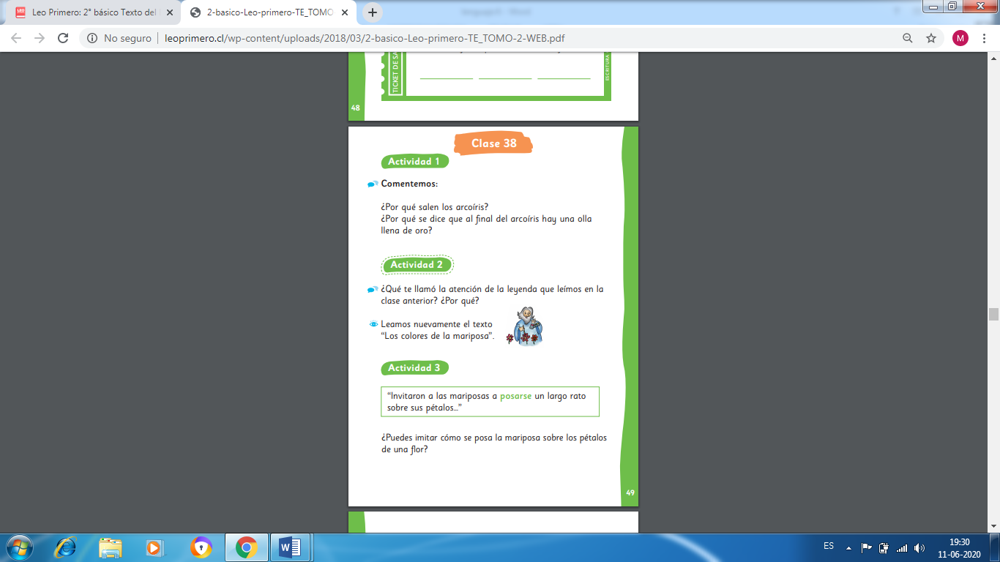 Leo Primero: 2° básico Texto del
2-basico-Leo-primero-TE_TOMO
No seguro
leoprimero.cl/wp-content/uploads/2018/03/2-basico-Leo-primero-TE_TOMO-2-WEB.pdf
M
TICKET DE SA
ESCRITURA
48
Clase 38
Actividad 1
Comentemos:
¿Por qué salen los arcoíris?
¿Por qué se dice que al final del arcoíris hay una olla
llena de oro?
Actividad 2
¿Qué te llamó la atención de la leyenda que leímos en la
clase anterior? ¿Por qué?
Leamos nuevamente el texto
“Los colores de la mariposa”.
Actividad 3
“Invitaron a las mariposas a posarse un largo rato
sobre sus pétalos...”
¿Puedes imitar cómo se posa la mariposa sobre los pétalos
de una flor?
49
ES
19:30
11-06-2020